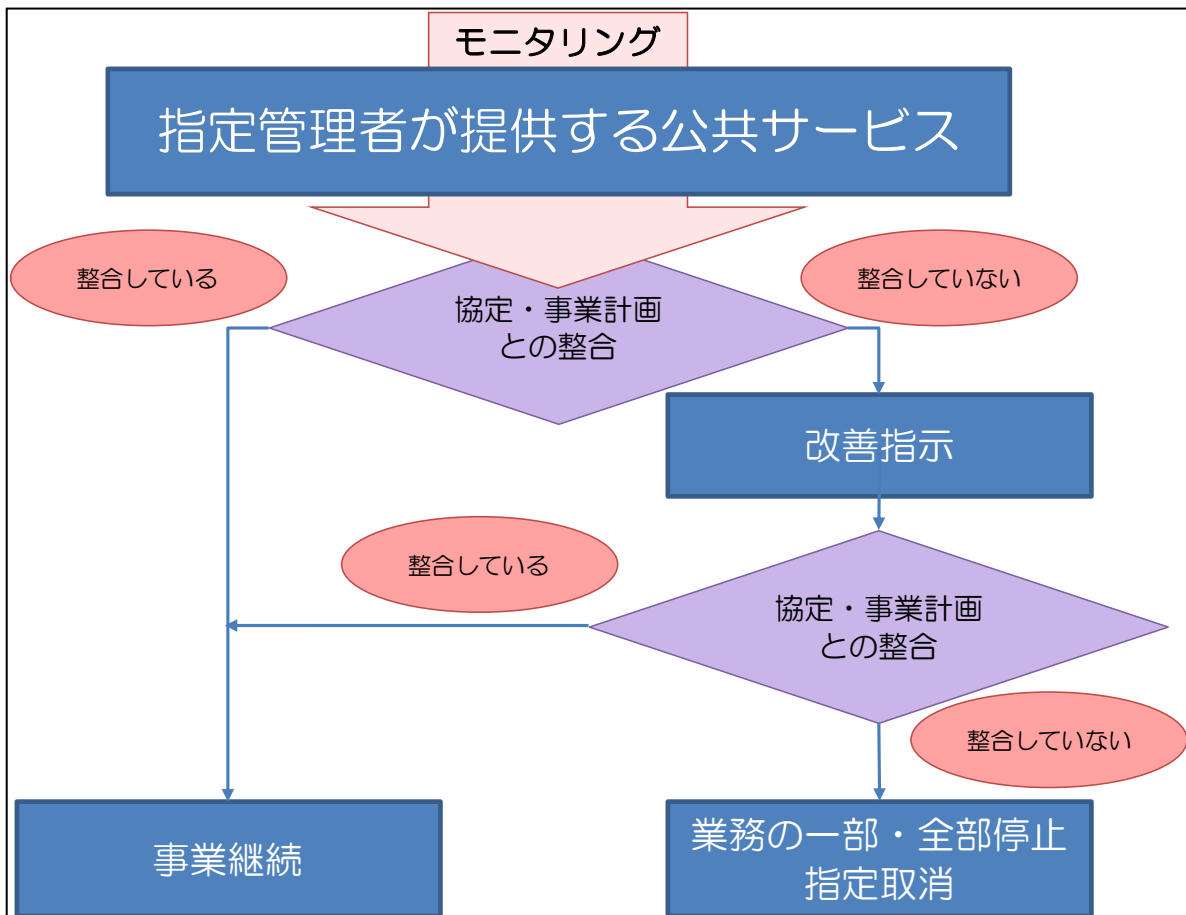 モニタリング
指定管理者が提供する公共サービス
整合している
整合していない
協定・事業計画
との整合
改善指示
整合している
協定・事業計画
との整合
整合していない
事業継続
業務の一部・全部停止
指定取消